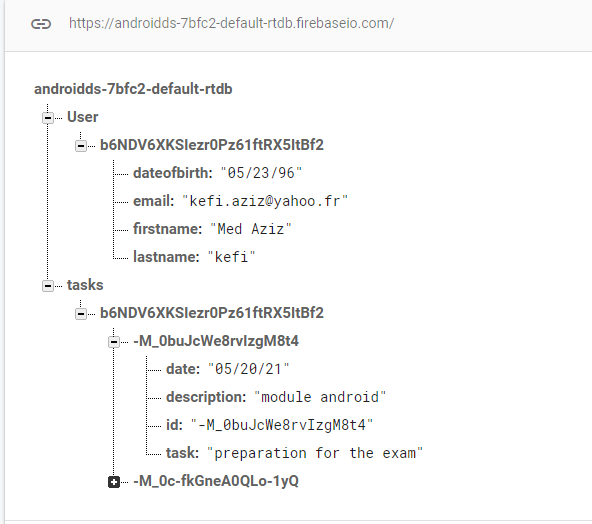 https://androidds-7bfc2-default-rtdb.firebaseio.com/
androidds-7bfc2-default-rtdb
User
b6NDV6XKSIezr0Pz61ftRX5ItBf2
dateofbirth: "05/23/96"
email: "kefi.aziz@yahoo.fr"
firstname: "Med Aziz"
lastname: "kefi"
tasks
b6NDV6XKSIezr0Pz61ftRX5ItBf2
-M_0buJcWe8rvIzgM8t4
date: "05/20/21"
description: "module android"
id: "-M_0buJcWe8rvIzgM8t4"
task: "preparation for the exam"
-M_0c-fkGneA0QLo-1yQ